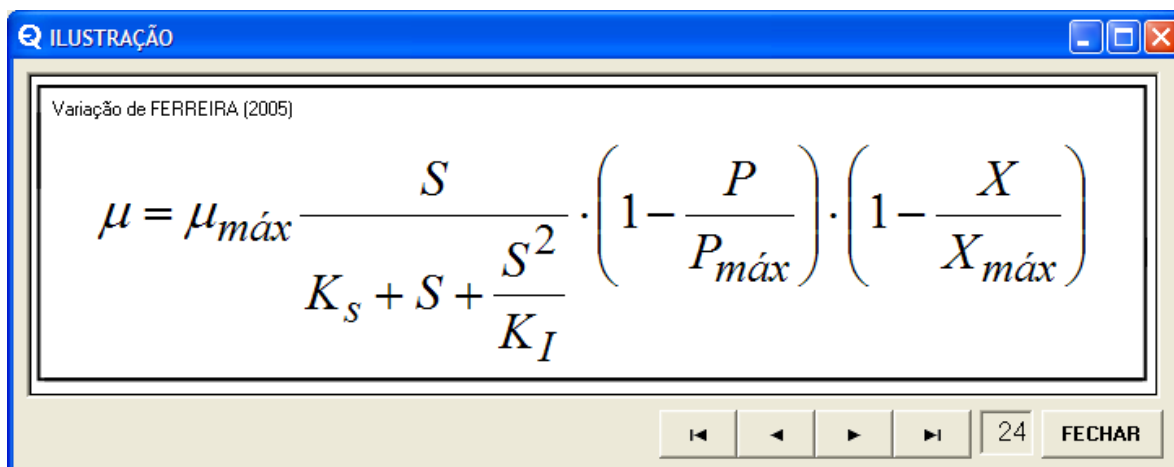 ILUSTRAÇÃO
Variação de FERREIRA (2005)
μ = μmáx S / (Ks + S + S²/KI) · (1 − P/Pmáx) · (1 − X/Xmáx)
24 FECHAR